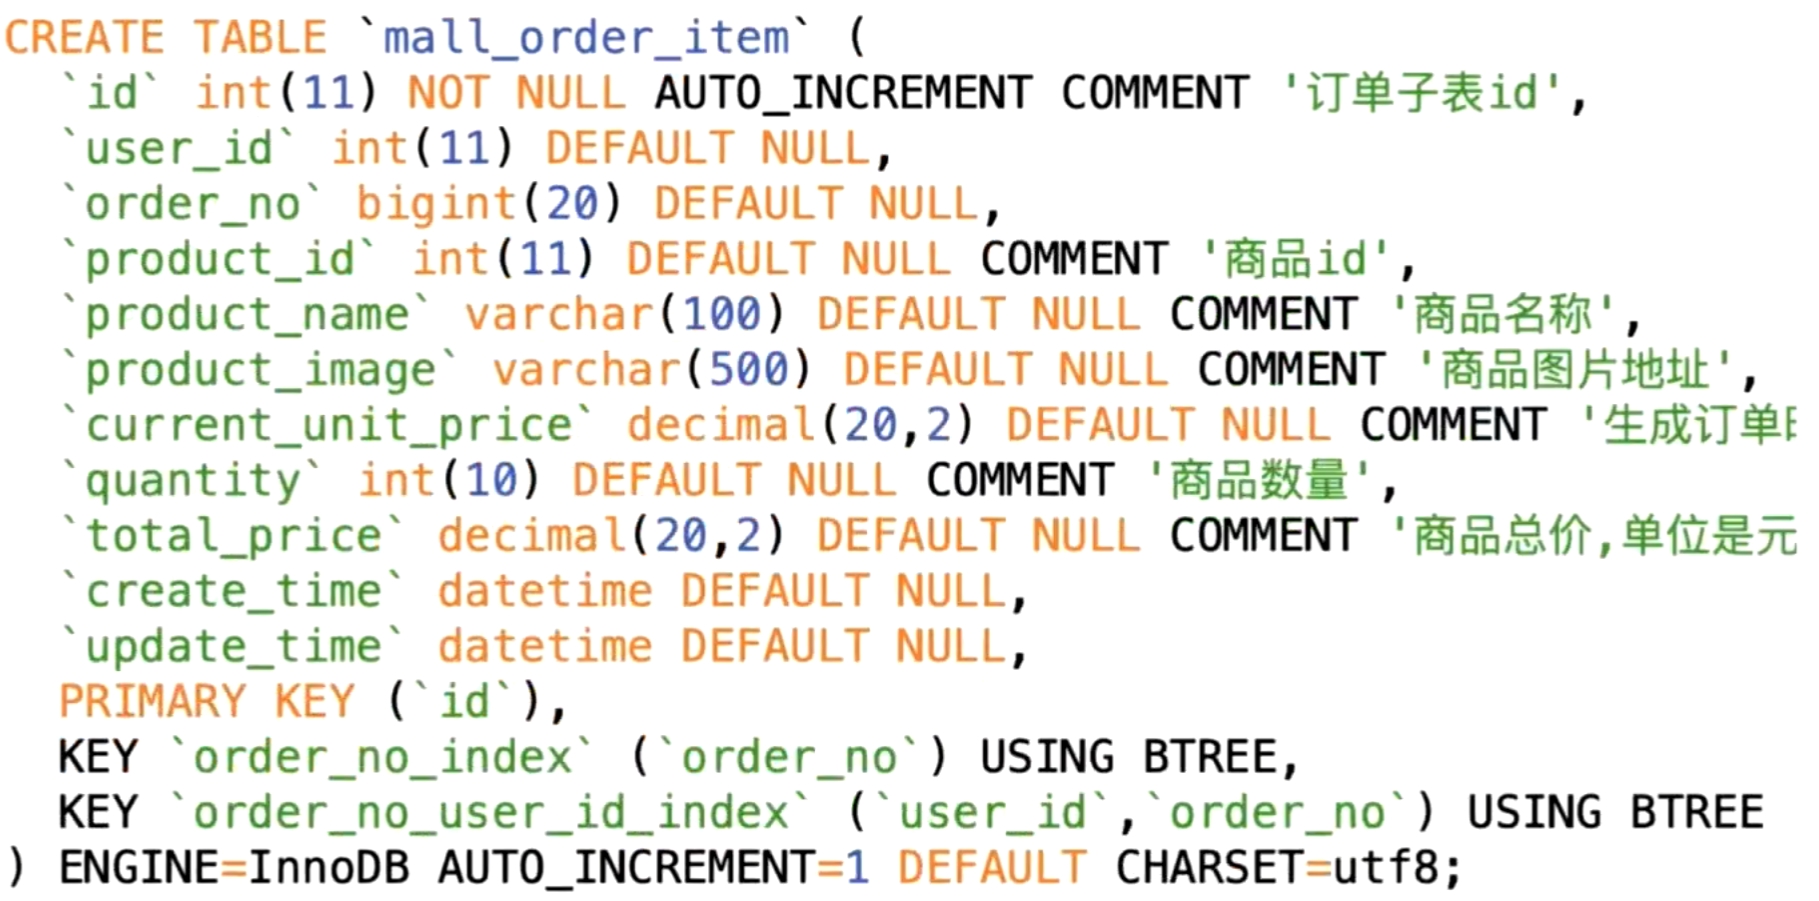 CREATE TABLE `mall_order_item` (
`id` int(11) NOT NULL AUTO_INCREMENT COMMENT '订单子表id',
`user_id` int(11) DEFAULT NULL,
`order_no` bigint(20) DEFAULT NULL,
`product_id` int(11) DEFAULT NULL COMMENT '商品id',
`product_name` varchar(100) DEFAULT NULL COMMENT '商品名称',
`product_image` varchar(500) DEFAULT NULL COMMENT '商品图片地址',
`current_unit_price` decimal(20,2) DEFAULT NULL COMMENT '生成订单
`quantity` int(10) DEFAULT NULL COMMENT '商品数量',
`total_price` decimal(20,2) DEFAULT NULL COMMENT '商品总价,单位是元
`create_time` datetime DEFAULT NULL,
`update_time` datetime DEFAULT NULL,
PRIMARY KEY (`id`),
KEY `order_no_index` (`order_no`) USING BTREE,
KEY `order_no_user_id_index` (`user_id`,`order_no`) USING BTREE
) ENGINE=InnoDB AUTO_INCREMENT=1 DEFAULT CHARSET=utf8;